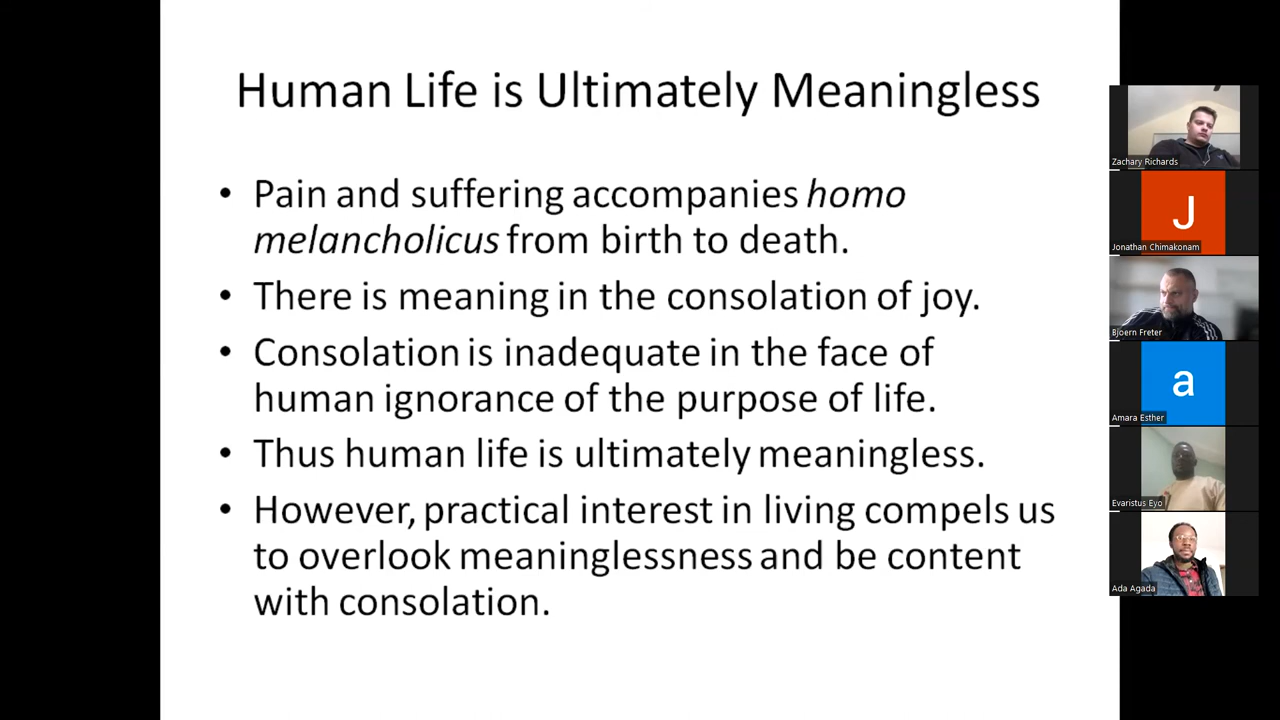 Human Life is Ultimately Meaningless
• Pain and suffering accompanies homo
melancholicus from birth to death.
• There is meaning in the consolation of joy.
• Consolation is inadequate in the face of
human ignorance of the purpose of life.
• Thus human life is ultimately meaningless.
• However, practical interest in living compels us
to overlook meaninglessness and be content
with consolation.
Zachary Richards
J
Jonathan Chimakonam
Bjoern Freter
a
Amara Esther
Evaristus Eyo
Ada Agada